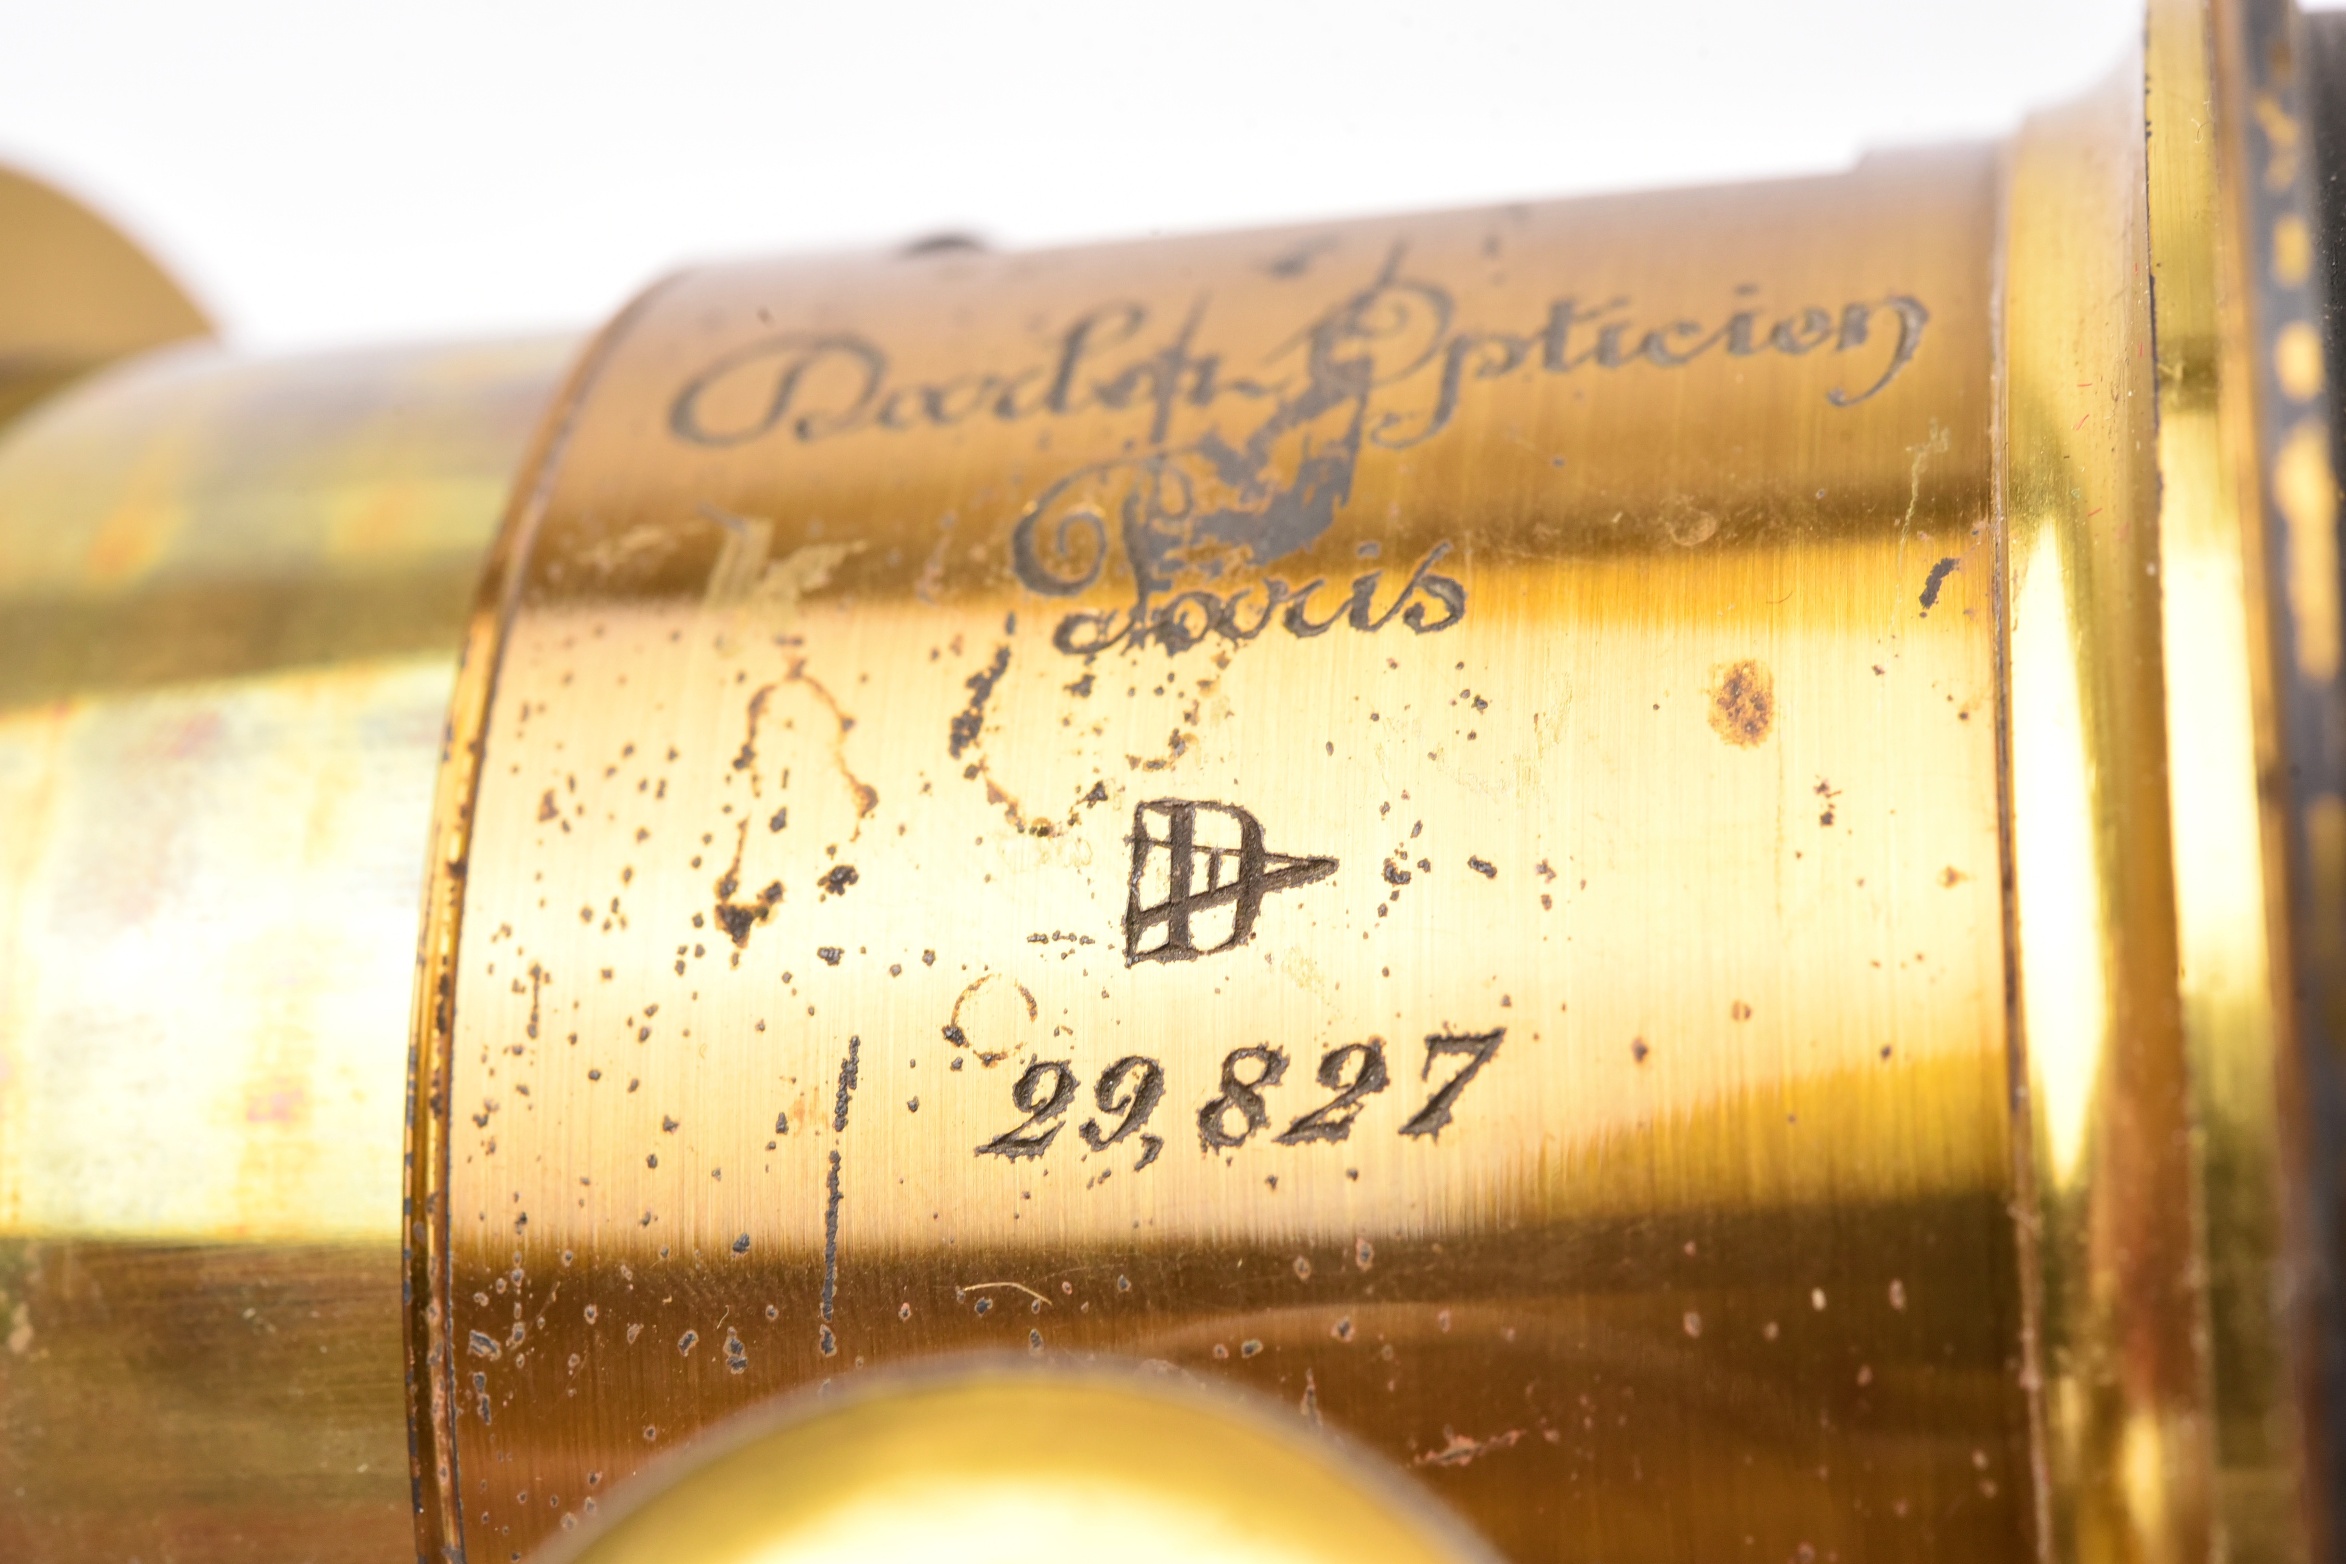 Darlot Opticien
Paris
D
29,827